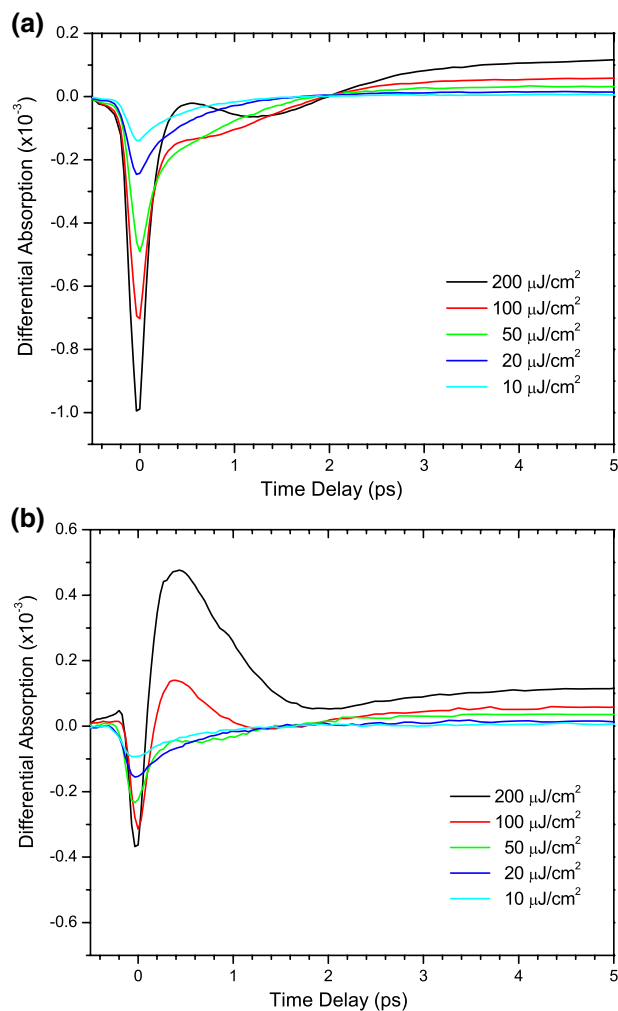 (a)
0.2
0.0
-0.2
-0.4
-0.6
-0.8
-1.0
Differential Absorption (x10⁻³)
200 μJ/cm²
100 μJ/cm²
50 μJ/cm²
20 μJ/cm²
10 μJ/cm²
0 1 2 3 4 5
Time Delay (ps)
(b)
0.6
0.4
0.2
0.0
-0.2
-0.4
-0.6
Differential Absorption (x10⁻³)
200 μJ/cm²
100 μJ/cm²
50 μJ/cm²
20 μJ/cm²
10 μJ/cm²
0 1 2 3 4 5
Time Delay (ps)